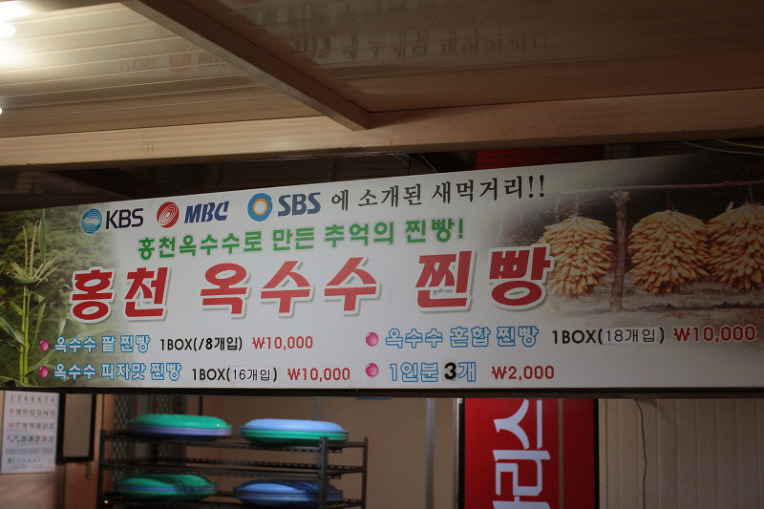 KBS MBC SBS 에 소개된 새먹거리!!
홍천옥수수로 만든 추억의 찐빵!
홍천 옥수수 찐빵
옥수수 팥 찐빵 1BOX(18개입) ₩10,000
옥수수 혼합 찐빵 1BOX(18개입) ₩10,000
옥수수 피자맛 찐빵 1BOX(16개입) ₩10,000
1인분 3개 ₩2,000